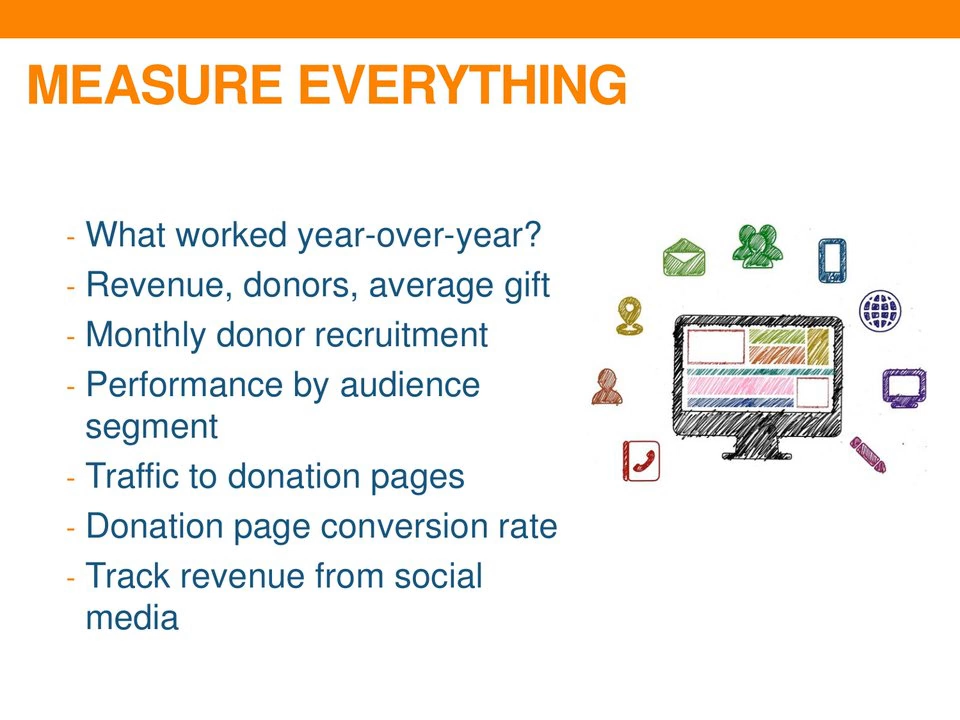 MEASURE EVERYTHING
- What worked year-over-year?
- Revenue, donors, average gift
- Monthly donor recruitment
- Performance by audience
segment
- Traffic to donation pages
- Donation page conversion rate
- Track revenue from social
media